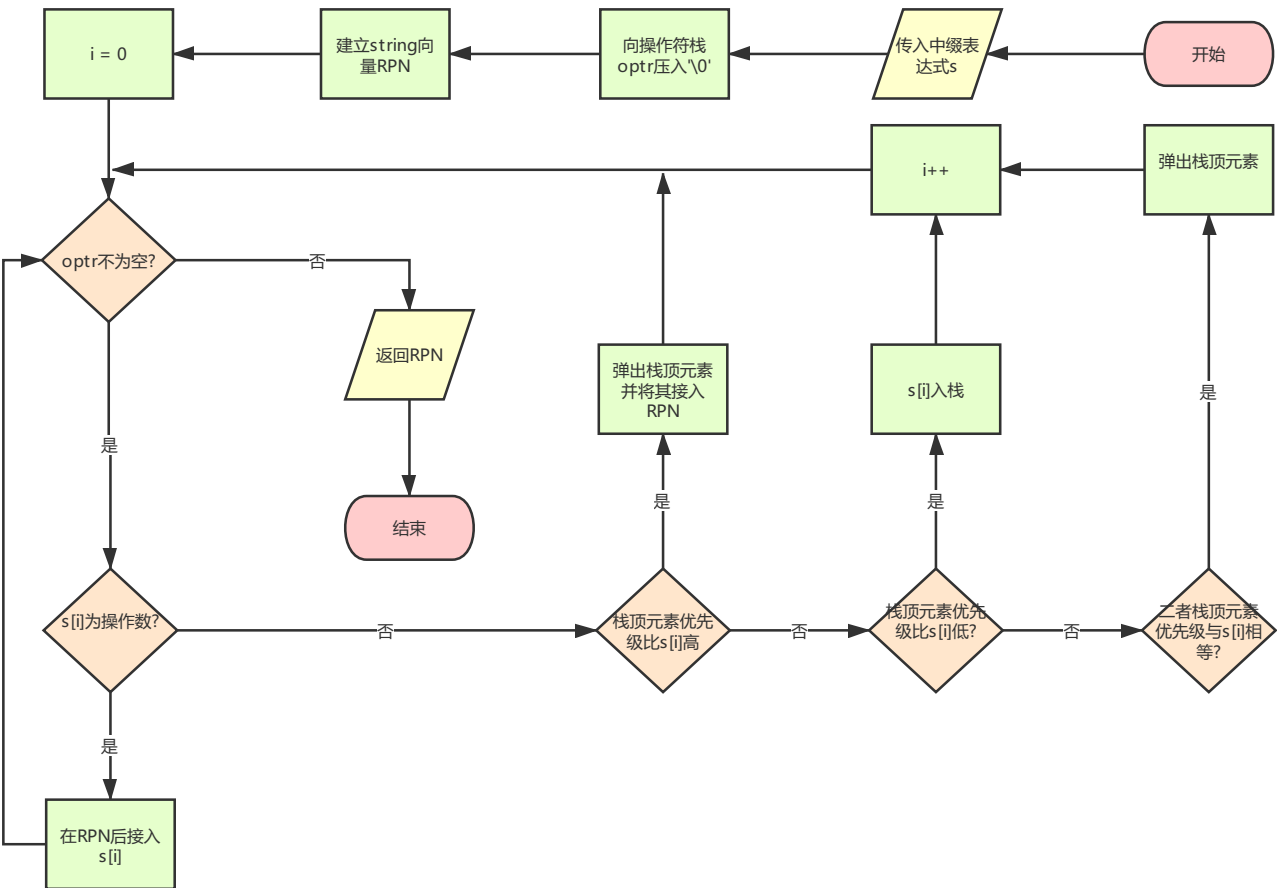 开始
传入中缀表
达式s
向操作符栈
optr压入'\0'
建立string向
量RPN
i = 0
i++
弹出栈顶元素
optr不为空?
否
返回RPN
结束
是
弹出栈顶元素
并将其接入
RPN
s[i]入栈
是
是
是
s[i]为操作数?
否
栈顶元素优先
级比s[i]高
否
栈顶元素优先
级比s[i]低?
否
二者栈顶元素
优先级与s[i]相
等?
是
在RPN后接入
s[i]